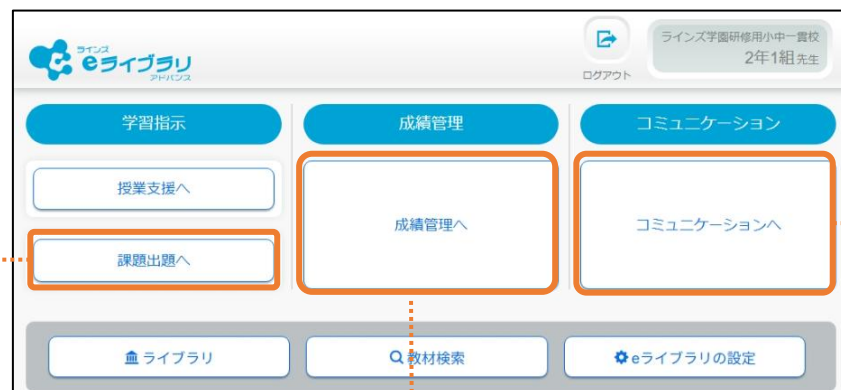 ラインズ
eライブラリ
アドバンス
ログアウト
ラインズ学園研修用小中一貫校
2年1組先生
学習指示
成績管理
コミュニケーション
授業支援へ
課題出題へ
成績管理へ
コミュニケーションへ
ライブラリ
教材検索
eライブラリの設定